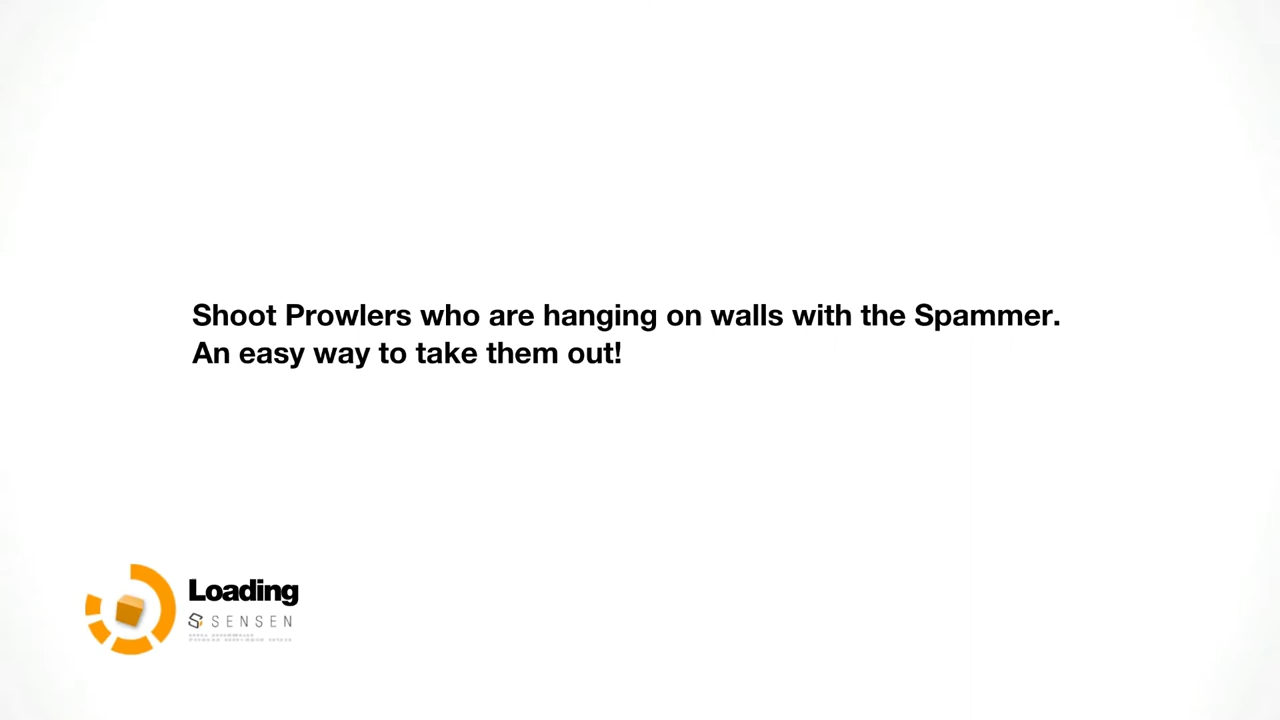 Shoot Prowlers who are hanging on walls with the Spammer.
An easy way to take them out!
Loading
SENSEN